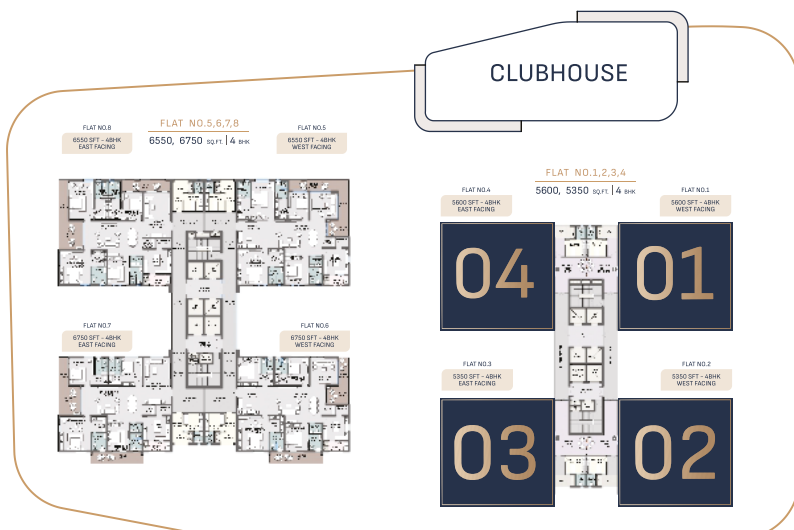 CLUBHOUSE
FLAT NO.5,6,7,8
6550, 6750 SQ.FT. | 4 BHK
FLAT NO.8
6550 SFT - 4BHK
EAST FACING
FLAT NO.5
6550 SFT - 4BHK
WEST FACING
FLAT NO.7
6750 SFT - 4BHK
EAST FACING
FLAT NO.6
6750 SFT - 4BHK
WEST FACING
FLAT NO.1,2,3,4
5600, 5350 SQ.FT. | 4 BHK
FLAT NO.4
5600 SFT - 4BHK
EAST FACING
FLAT NO.1
5600 SFT - 4BHK
WEST FACING
04
01
FLAT NO.3
5350 SFT - 4BHK
EAST FACING
FLAT NO.2
5350 SFT - 4BHK
WEST FACING
03
02